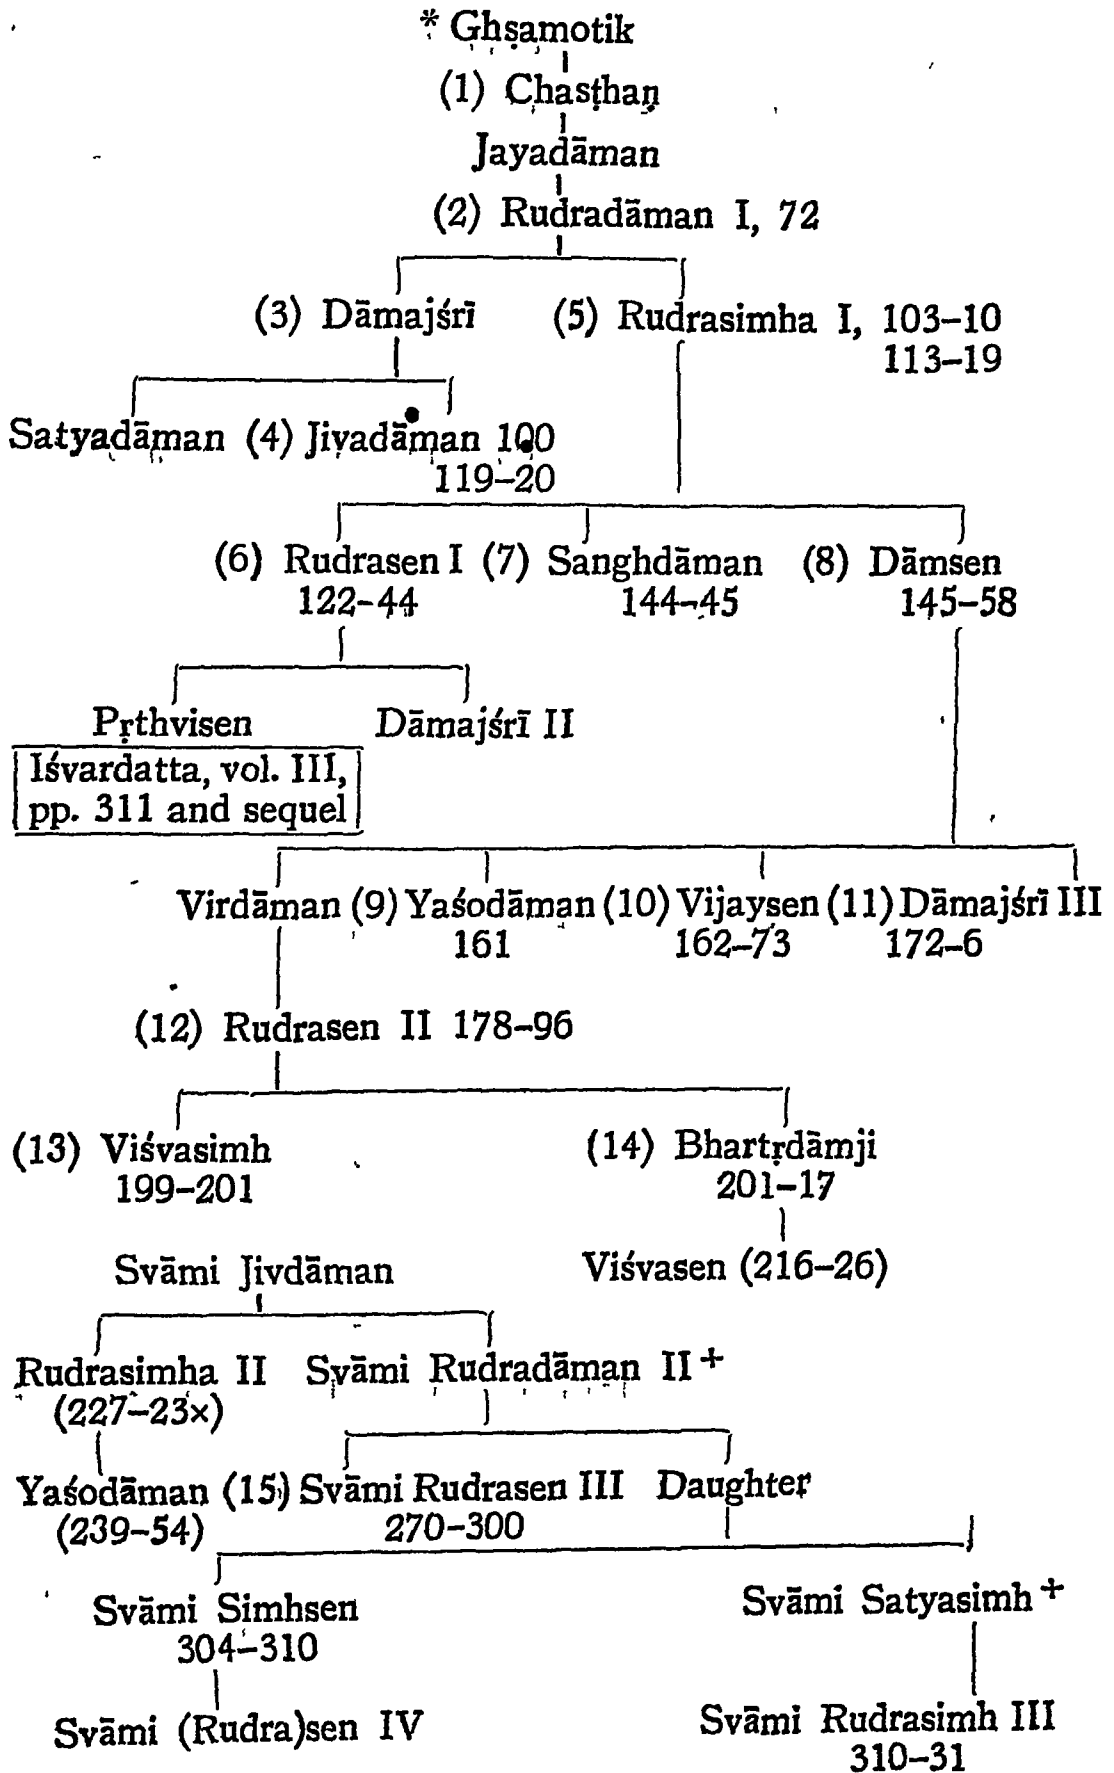 * Ghṣamotik
(1) Chasṭhaṇ
Jayadāman
(2) Rudradāman I, 72
(3) Dāmajśrī (5) Rudrasimha I, 103–10
113–19
Satyadāman (4) Jivadāman 100
119–20
(6) Rudrasen I (7) Sanghdāman (8) Dāmsen
122–44 144–45 145–58
Pṛthvisen Dāmajśrī II
Iśvardatta, vol. III,
pp. 311 and sequel
Virdāman (9) Yaśodāman (10) Vijaysen (11) Dāmajśrī III
161 162–73 172–6
(12) Rudrasen II 178–96
(13) Viśvasimh (14) Bhartṛdāmji
199–201 201–17
Svāmi Jivdāman Viśvasen (216–26)
Rudrasimha II Svāmi Rudradāman II +
(227–23×)
Yaśodāman (15) Svāmi Rudrasen III Daughter
(239–54) 270–300
Svāmi Simhsen Svāmi Satyasimh +
304–310
Svāmi (Rudra)sen IV Svāmi Rudrasimh III
310–31